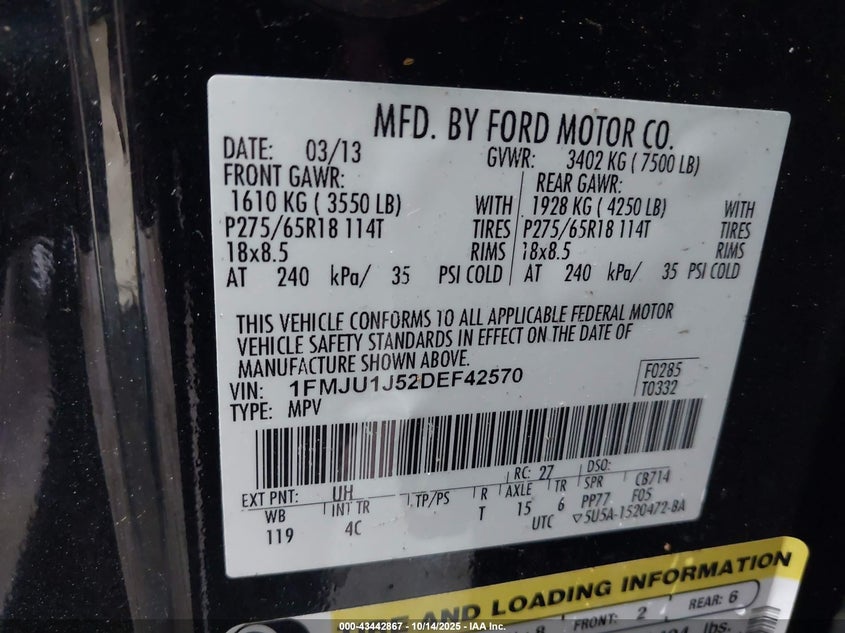 MFD. BY FORD MOTOR CO.
DATE: 03/13 GVWR: 3402 KG ( 7500 LB)
FRONT GAWR: REAR GAWR:
1610 KG ( 3550 LB) WITH 1928 KG ( 4250 LB) WITH
P275/65R18 114T TIRES P275/65R18 114T TIRES
18x8.5 RIMS 18x8.5 RIMS
AT 240 kPa/ 35 PSI COLD AT 240 kPa/ 35 PSI COLD
THIS VEHICLE CONFORMS TO ALL APPLICABLE FEDERAL MOTOR
VEHICLE SAFETY STANDARDS IN EFFECT ON THE DATE OF
MANUFACTURE SHOWN ABOVE.
VIN: 1FMJU1J52DEF42570 F0285
TYPE: MPV T0332
EXT PNT: UH RC: 27 DSO:
WB INT TR TP/PS R AXLE TR SPR CB714
119 4C T 15 6 PP77 F05
UTC 5U5A-1520472-BA
AND LOADING INFORMATION
8 FRONT: 2 REAR: 6
lbs.
000-43442867 - 10/14/2025 - IAA, Inc.